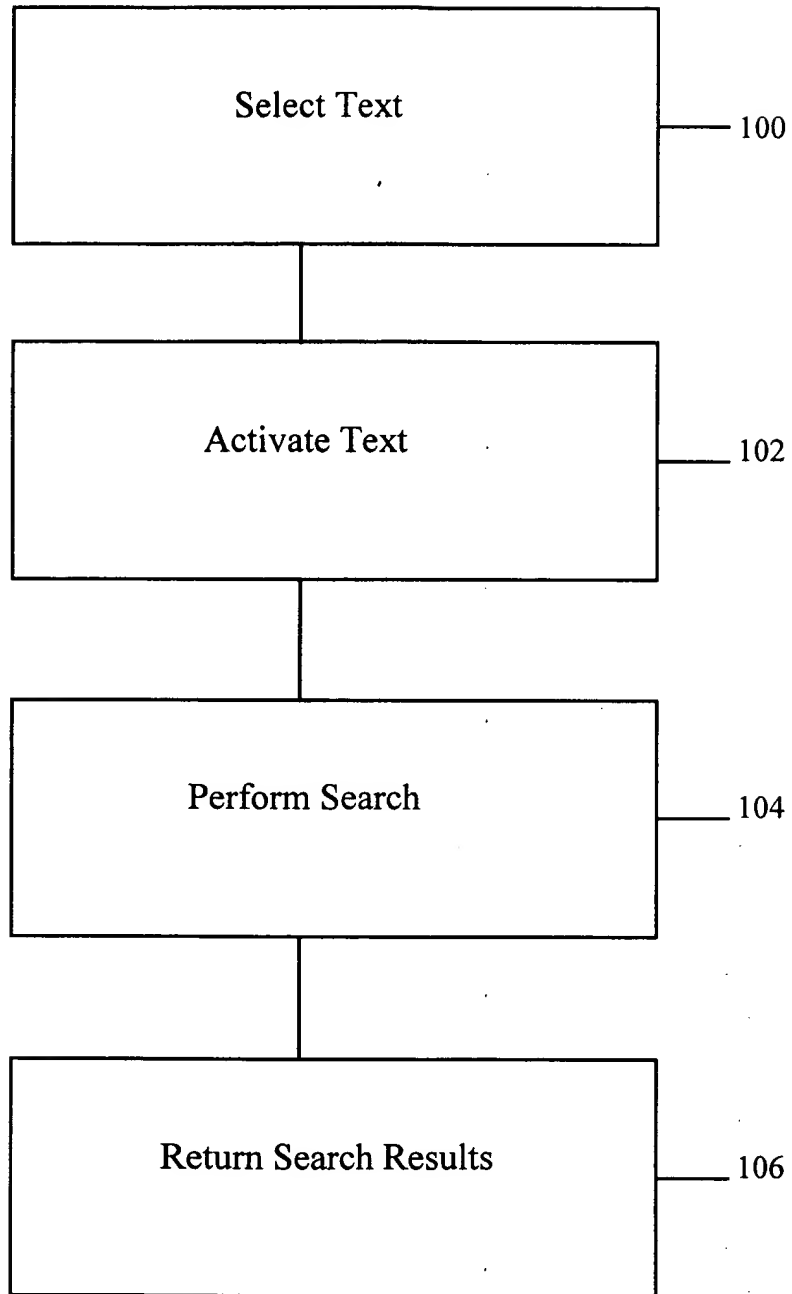 Select Text
100
Activate Text
102
Perform Search
104
Return Search Results
106